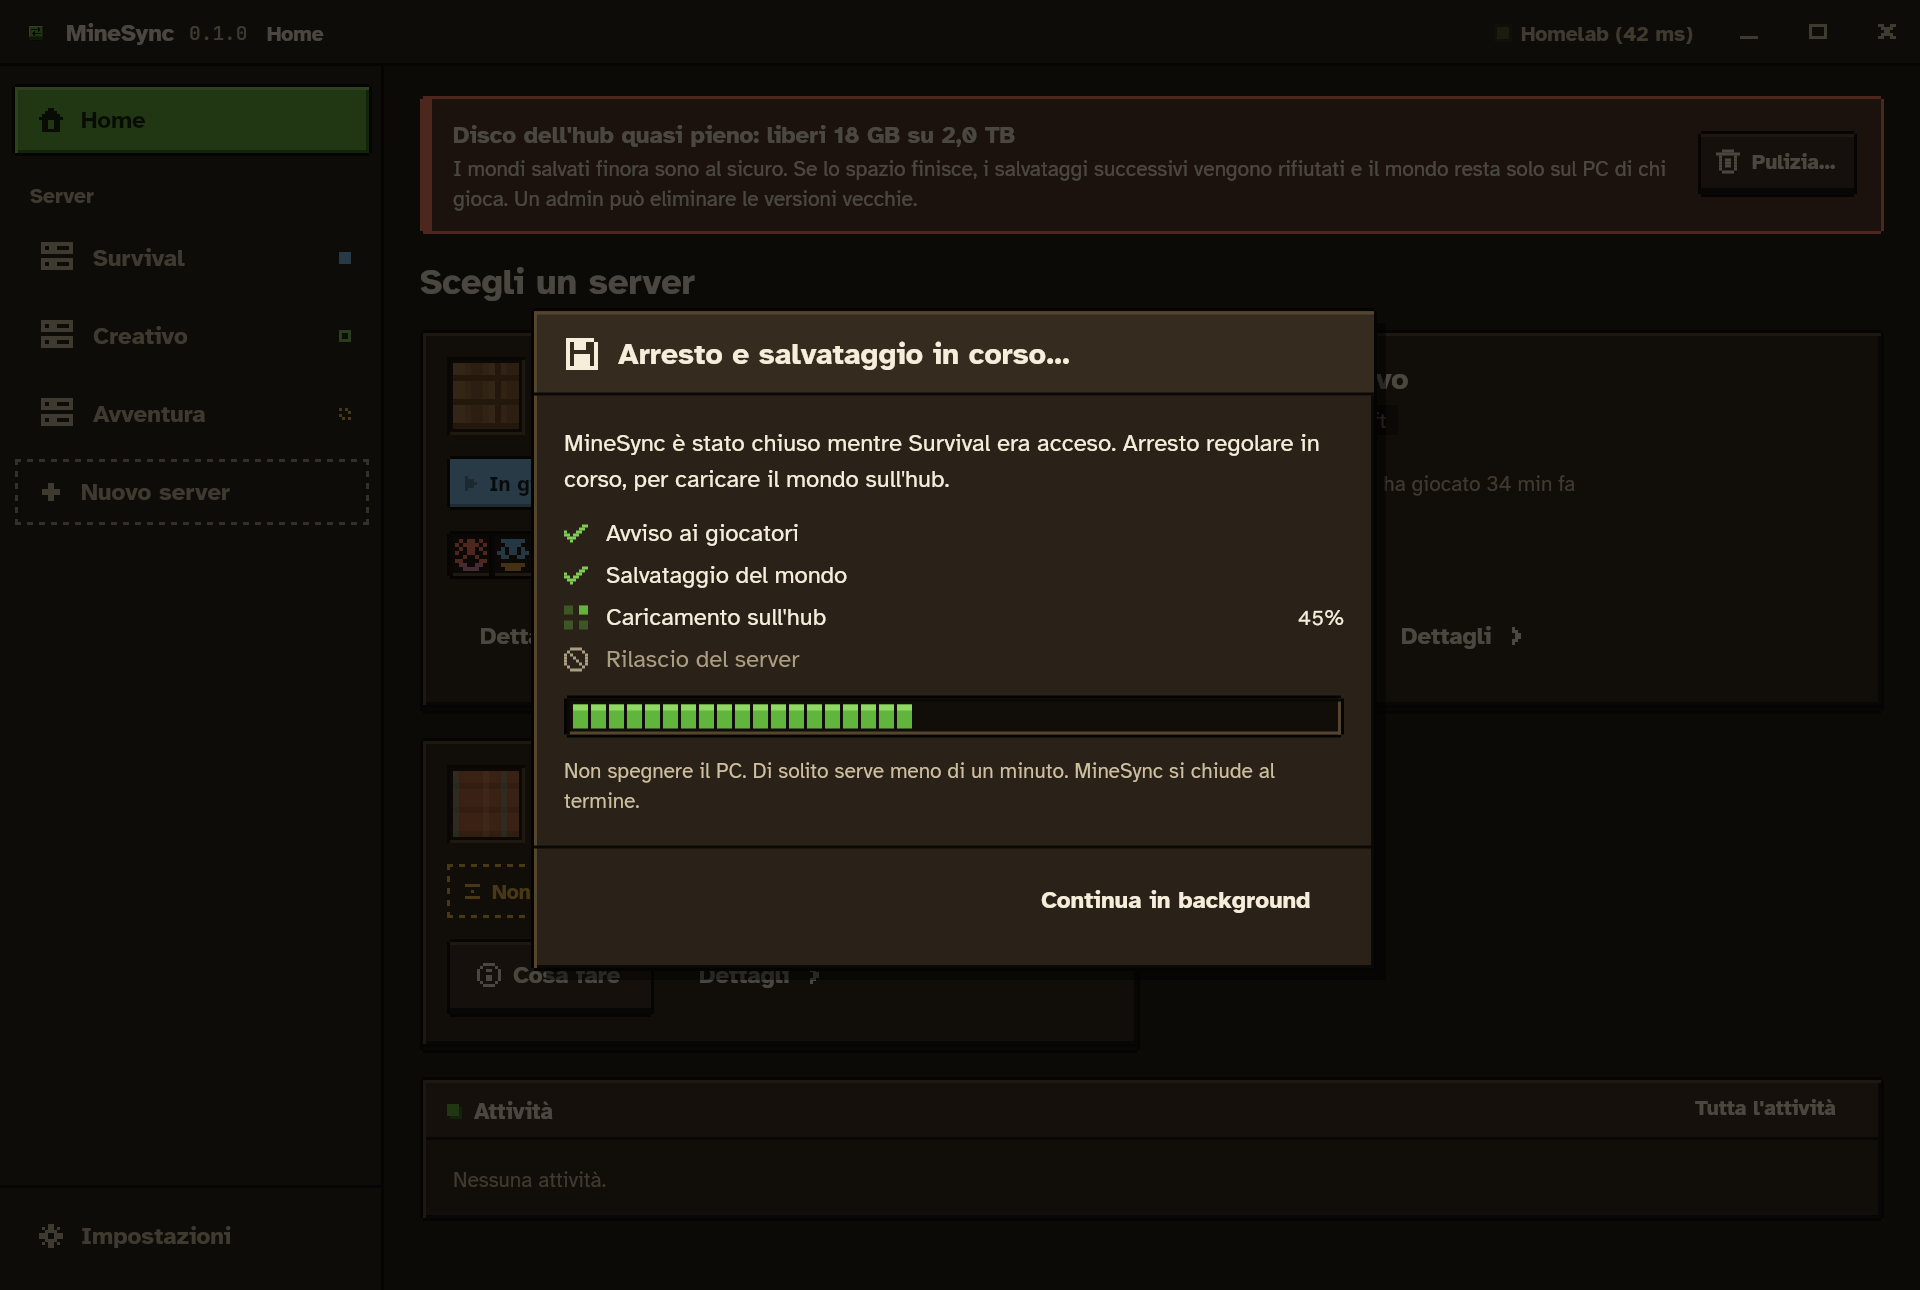 MineSync 0.1.0 Home
Homelab (42 ms)
Home
Server
Survival
Creativo
Avventura
Nuovo server
Impostazioni
Disco dell'hub quasi pieno: liberi 18 GB su 2,0 TB
I mondi salvati finora sono al sicuro. Se lo spazio finisce, i salvataggi successivi vengono rifiutati e il mondo resta solo sul PC di chi
gioca. Un admin può eliminare le versioni vecchie.
Pulizia...
Scegli un server
In g
ha giocato 34 min fa
Dettagli
Arresto e salvataggio in corso...
MineSync è stato chiuso mentre Survival era acceso. Arresto regolare in
corso, per caricare il mondo sull'hub.
Avviso ai giocatori
Salvataggio del mondo
Caricamento sull'hub 45%
Rilascio del server
Non spegnere il PC. Di solito serve meno di un minuto. MineSync si chiude al
termine.
Continua in background
Non
Cosa fare
Dettagli
Attività
Tutta l'attività
Nessuna attività.